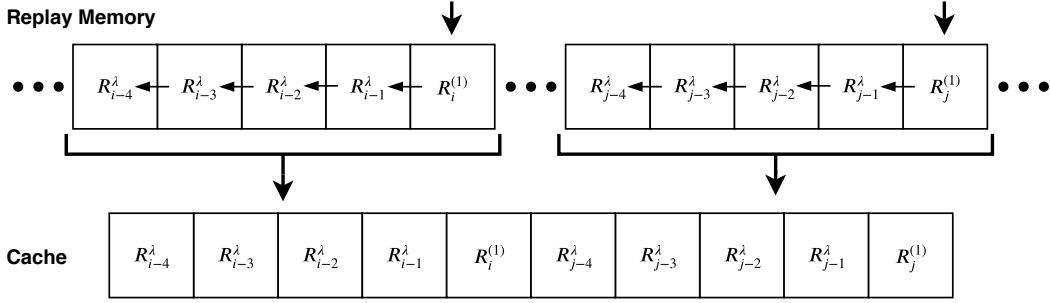 Replay Memory
R^λ_{i−4} R^λ_{i−3} R^λ_{i−2} R^λ_{i−1} R^{(1)}_i R^λ_{j−4} R^λ_{j−3} R^λ_{j−2} R^λ_{j−1} R^{(1)}_j
Cache R^λ_{i−4} R^λ_{i−3} R^λ_{i−2} R^λ_{i−1} R^{(1)}_i R^λ_{j−4} R^λ_{j−3} R^λ_{j−2} R^λ_{j−1} R^{(1)}_j